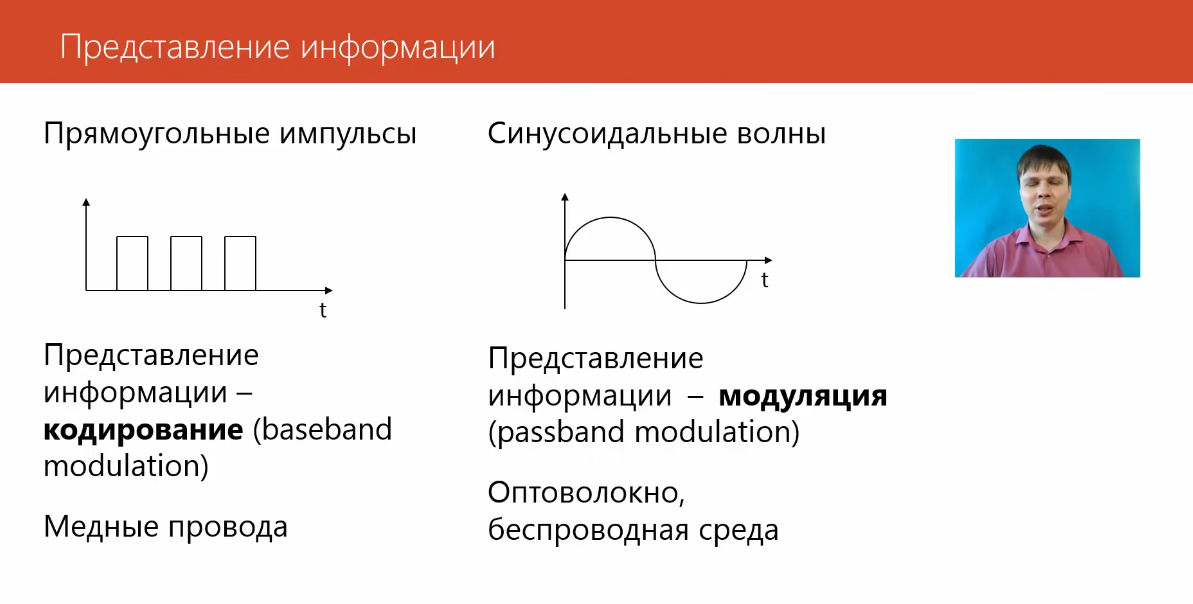 Представление информации
Прямоугольные импульсы
t
Представление
информации –
кодирование (baseband
modulation)
Медные провода
Синусоидальные волны
t
Представление
информации – модуляция
(passband modulation)
Оптоволокно,
беспроводная среда